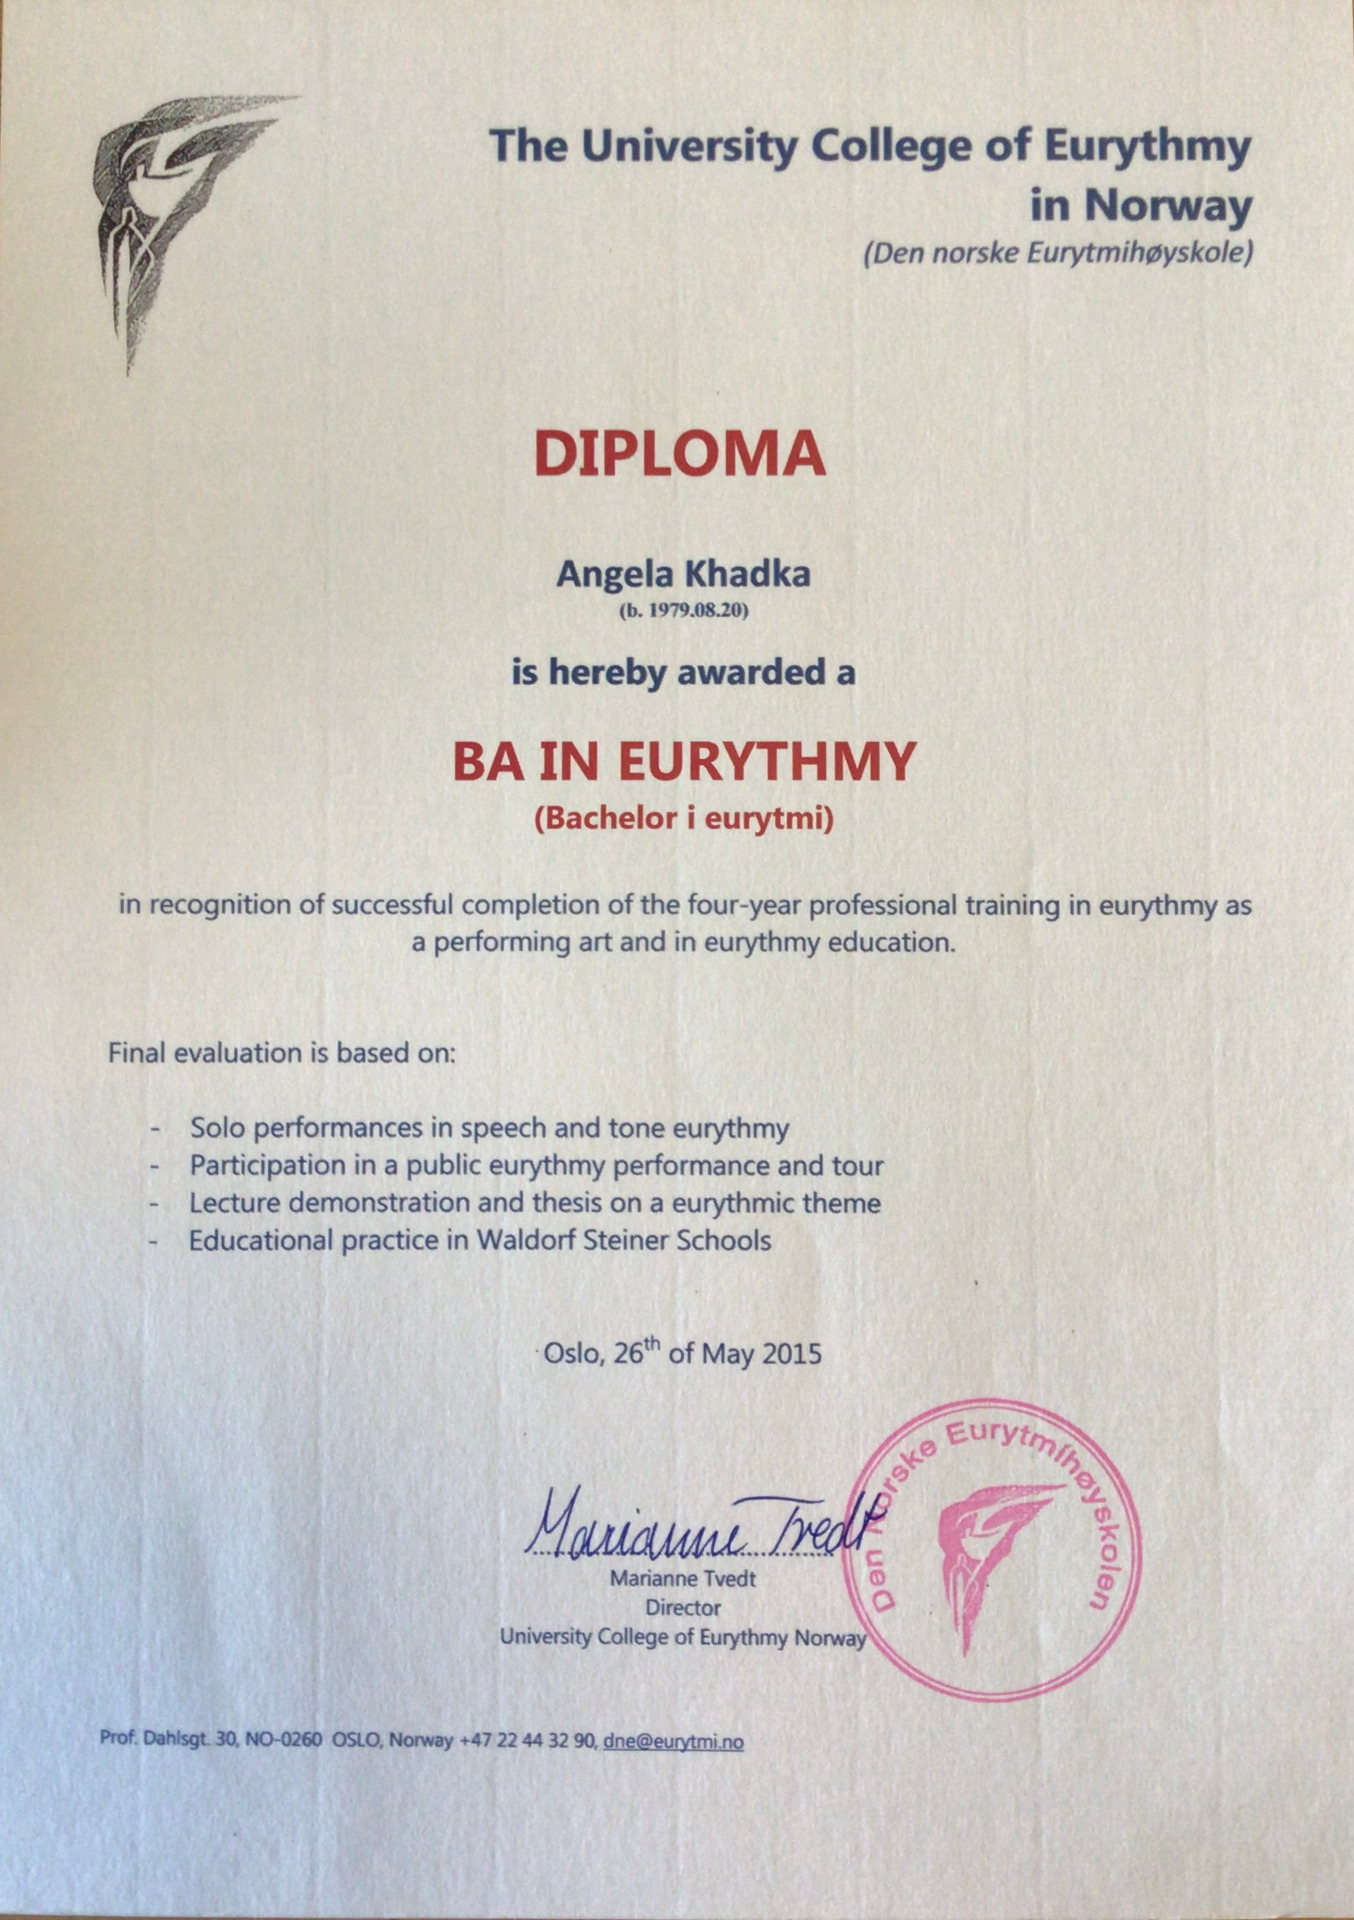 The University College of Eurythmy
in Norway
(Den norske Eurytmihøyskole)
DIPLOMA
Angela Khadka
(b. 1979.08.20)
is hereby awarded a
BA IN EURYTHMY
(Bachelor i eurytmi)
in recognition of successful completion of the four-year professional training in eurythmy as
a performing art and in eurythmy education.
Final evaluation is based on:
- Solo performances in speech and tone eurythmy
- Participation in a public eurythmy performance and tour
- Lecture demonstration and thesis on a eurythmic theme
- Educational practice in Waldorf Steiner Schools
Oslo, 26th of May 2015
Marianne Tvedt
Marianne Tvedt
Director
University College of Eurythmy Norway
Den Norske Eurytmihøyskolen
Prof. Dahlsgt. 30, NO-0260 OSLO, Norway +47 22 44 32 90, dne@eurytmi.no